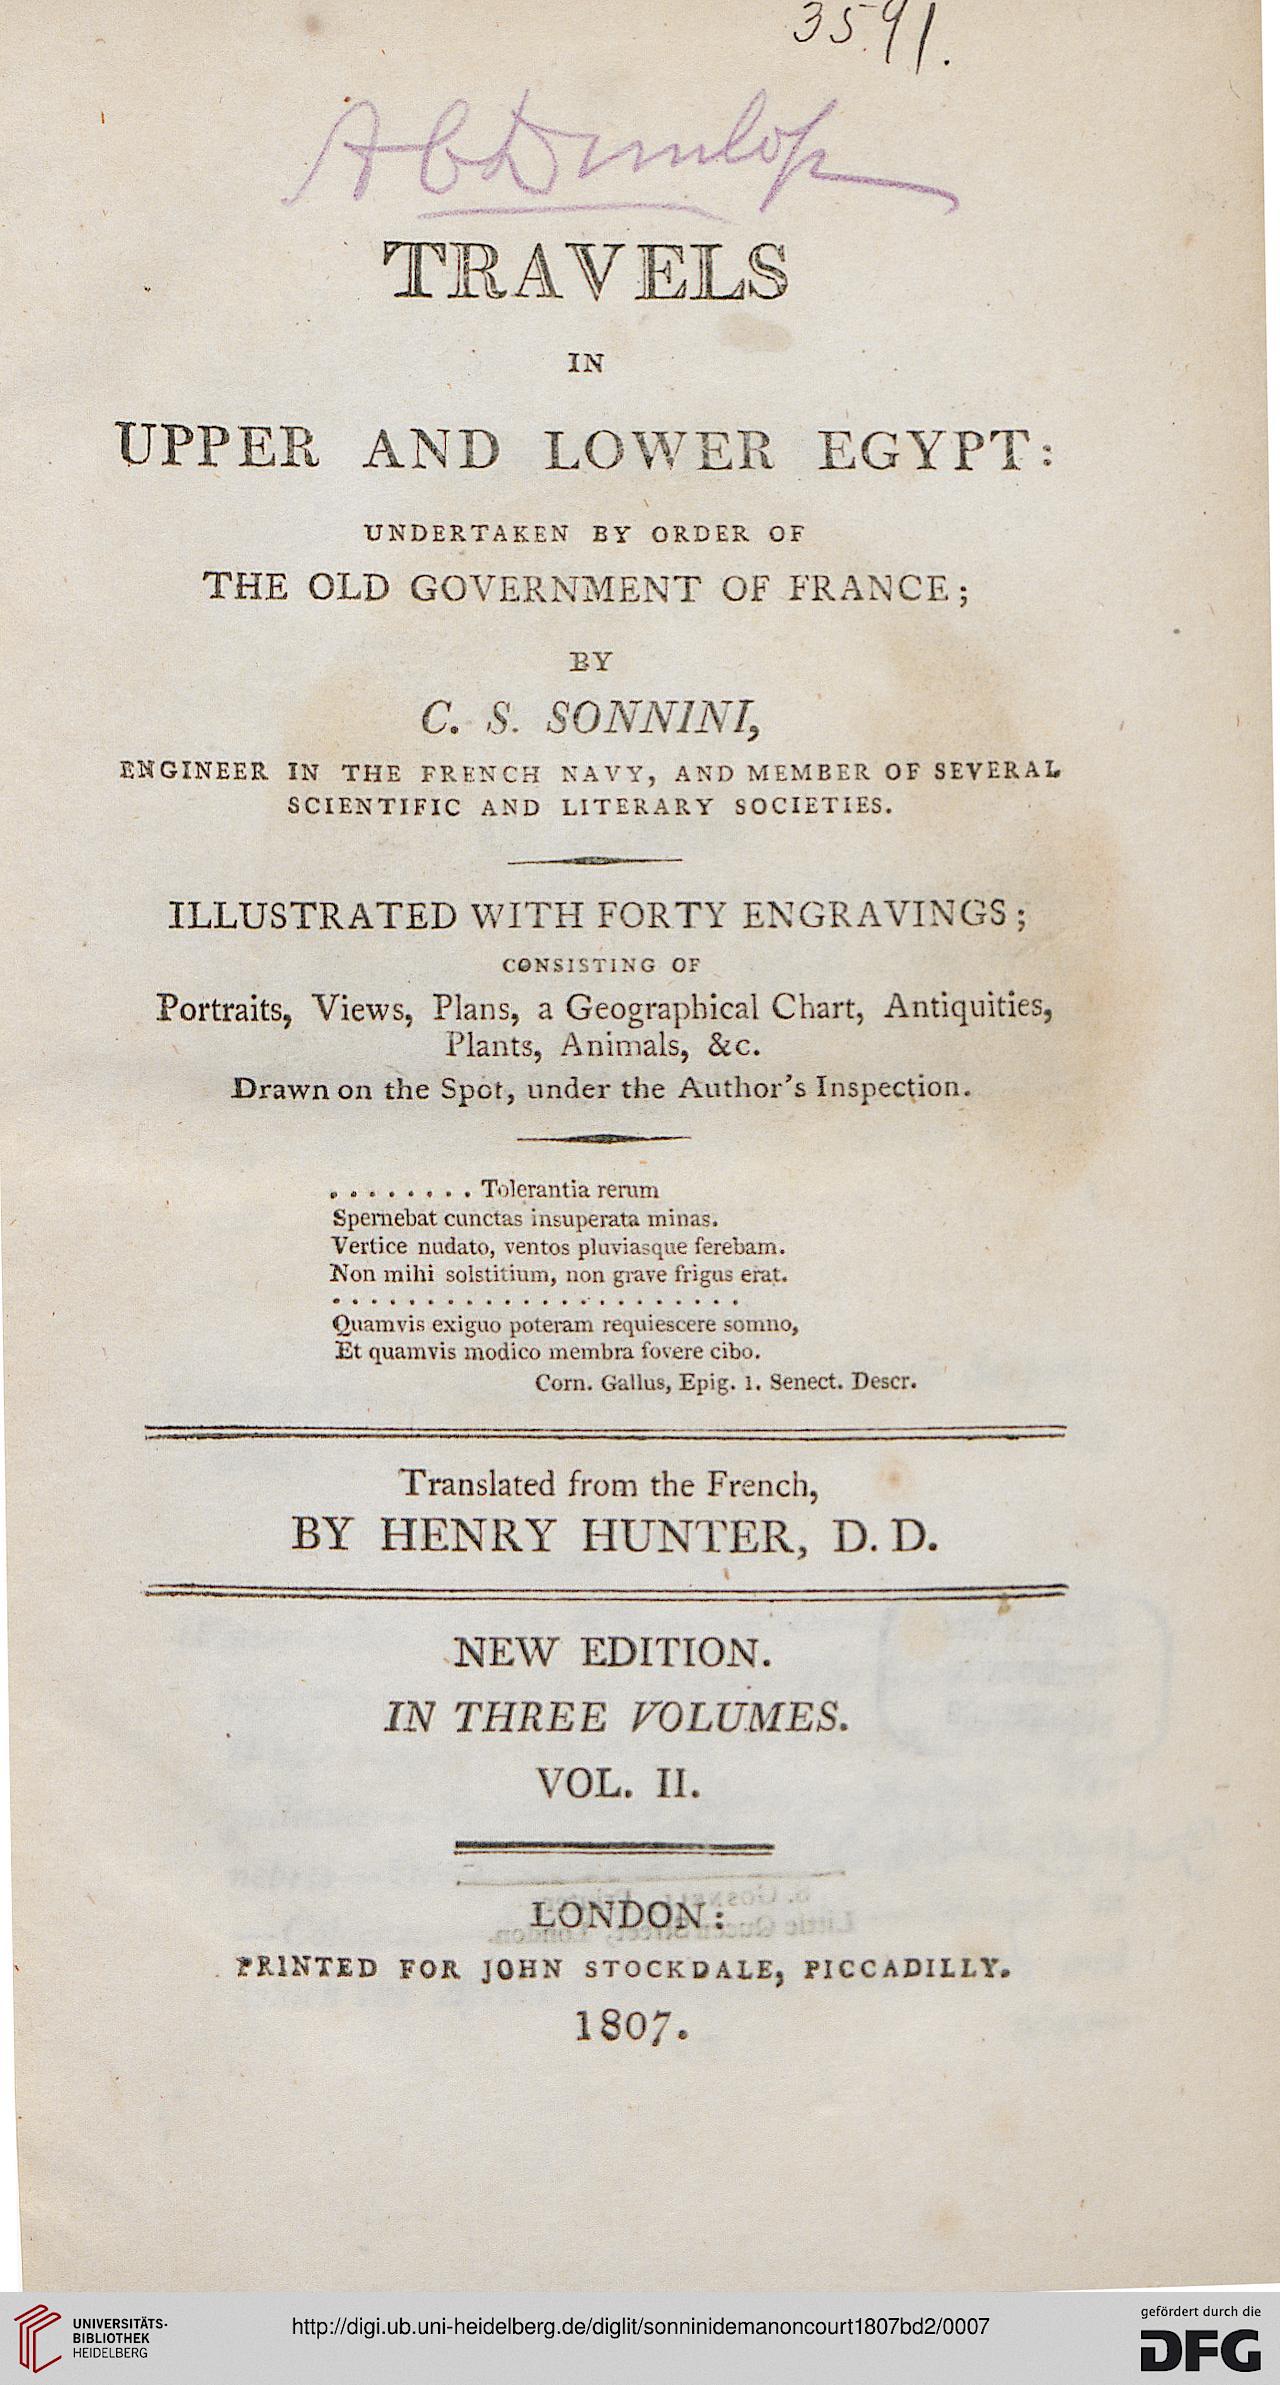 3591.
A C Dunlop
TRAVELS
IN
UPPER AND LOWER EGYPT:
UNDERTAKEN BY ORDER OF
THE OLD GOVERNMENT OF FRANCE;
BY
C. S. SONNINI,
ENGINEER IN THE FRENCH NAVY, AND MEMBER OF SEVERAL
SCIENTIFIC AND LITERARY SOCIETIES.
ILLUSTRATED WITH FORTY ENGRAVINGS;
CONSISTING OF
Portraits, Views, Plans, a Geographical Chart, Antiquities,
Plants, Animals, &c.
Drawn on the Spot, under the Author's Inspection.
. . . . . . . . Tolerantia rerum
Spernebat cunctas insuperata minas.
Vertice nudato, ventos pluviasque ferebam.
Non mihi solstitium, non grave frigus erat.
. . . . . . . . . . . . . . . . . . . . . .
Quamvis exiguo poteram requiescere somno,
Et quamvis modico membra fovere cibo.
Corn. Gallus, Epig. 1. Senect. Descr.
Translated from the French,
BY HENRY HUNTER, D. D.
NEW EDITION.
IN THREE VOLUMES.
VOL. II.
LONDON:
PRINTED FOR JOHN STOCKDALE, PICCADILLY.
1807.
UNIVERSITÄTS-
BIBLIOTHEK
HEIDELBERG
http://digi.ub.uni-heidelberg.de/diglit/sonninidemanoncourt1807bd2/0007
gefördert durch die
DFG